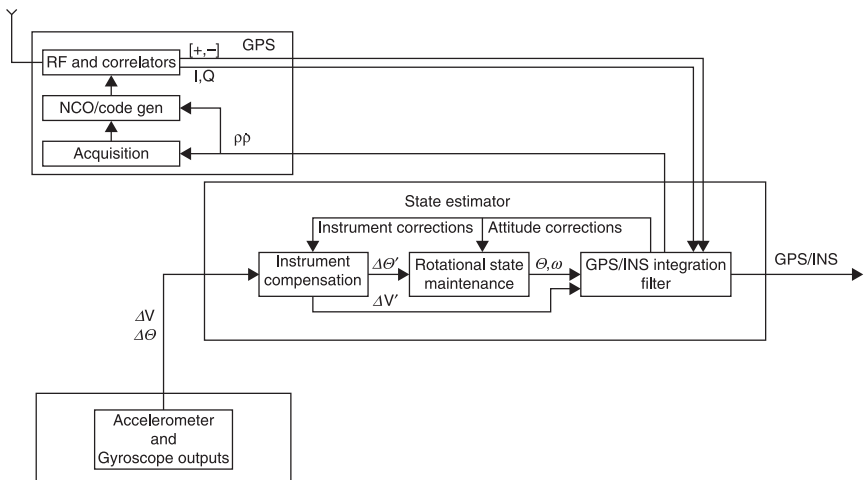 [+,−] GPS
RF and correlators
I,Q
NCO/code gen
Acquisition
ρρ̇
State estimator
Instrument corrections Attitude corrections
Instrument
compensation
ΔΘ′
Rotational state
maintenance
Θ,ω
GPS/INS integration
filter
GPS/INS
ΔV′
ΔV
ΔΘ
Accelerometer
and
Gyroscope outputs